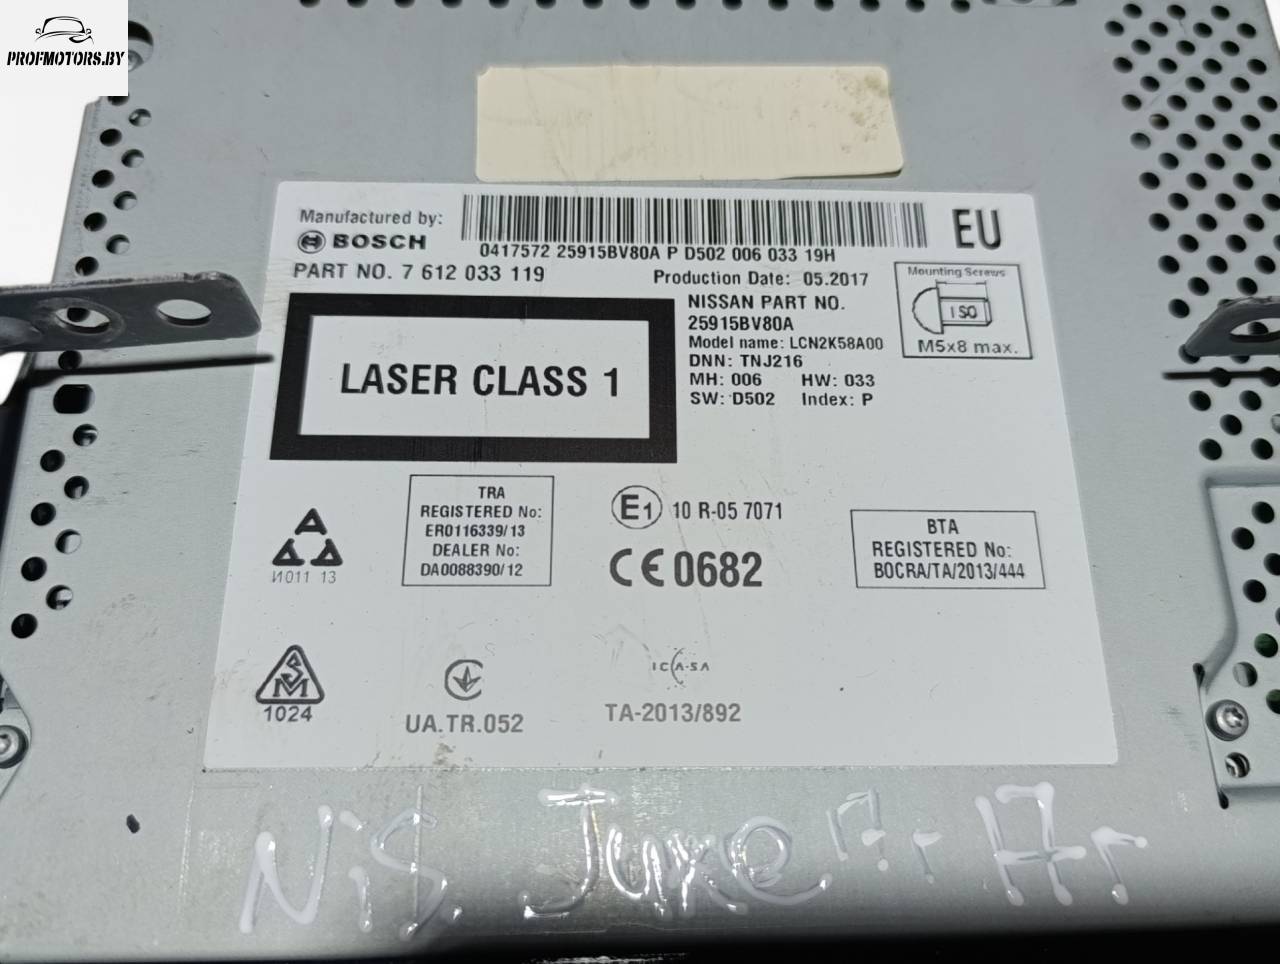 PROFMOTORS.BY
Manufactured by:
BOSCH
0417572 25915BV80A P D502 006 033 19H
EU
PART NO. 7 612 033 119
Production Date: 05.2017
Mounting Screws
ISO
M5x8 max.
NISSAN PART NO.
25915BV80A
Model name: LCN2K58A00
DNN: TNJ216
MH: 006 HW: 033
SW: D502 Index: P
LASER CLASS 1
TRA
REGISTERED No:
ER0116339/13
DEALER No:
DA0088390/12
E1 10 R-05 7071
CE 0682
BTA
REGISTERED No:
BOCRA/TA/2013/444
И011 13
SM
1024
UA.TR.052
ICASA
TA-2013/892
NiS. Juke